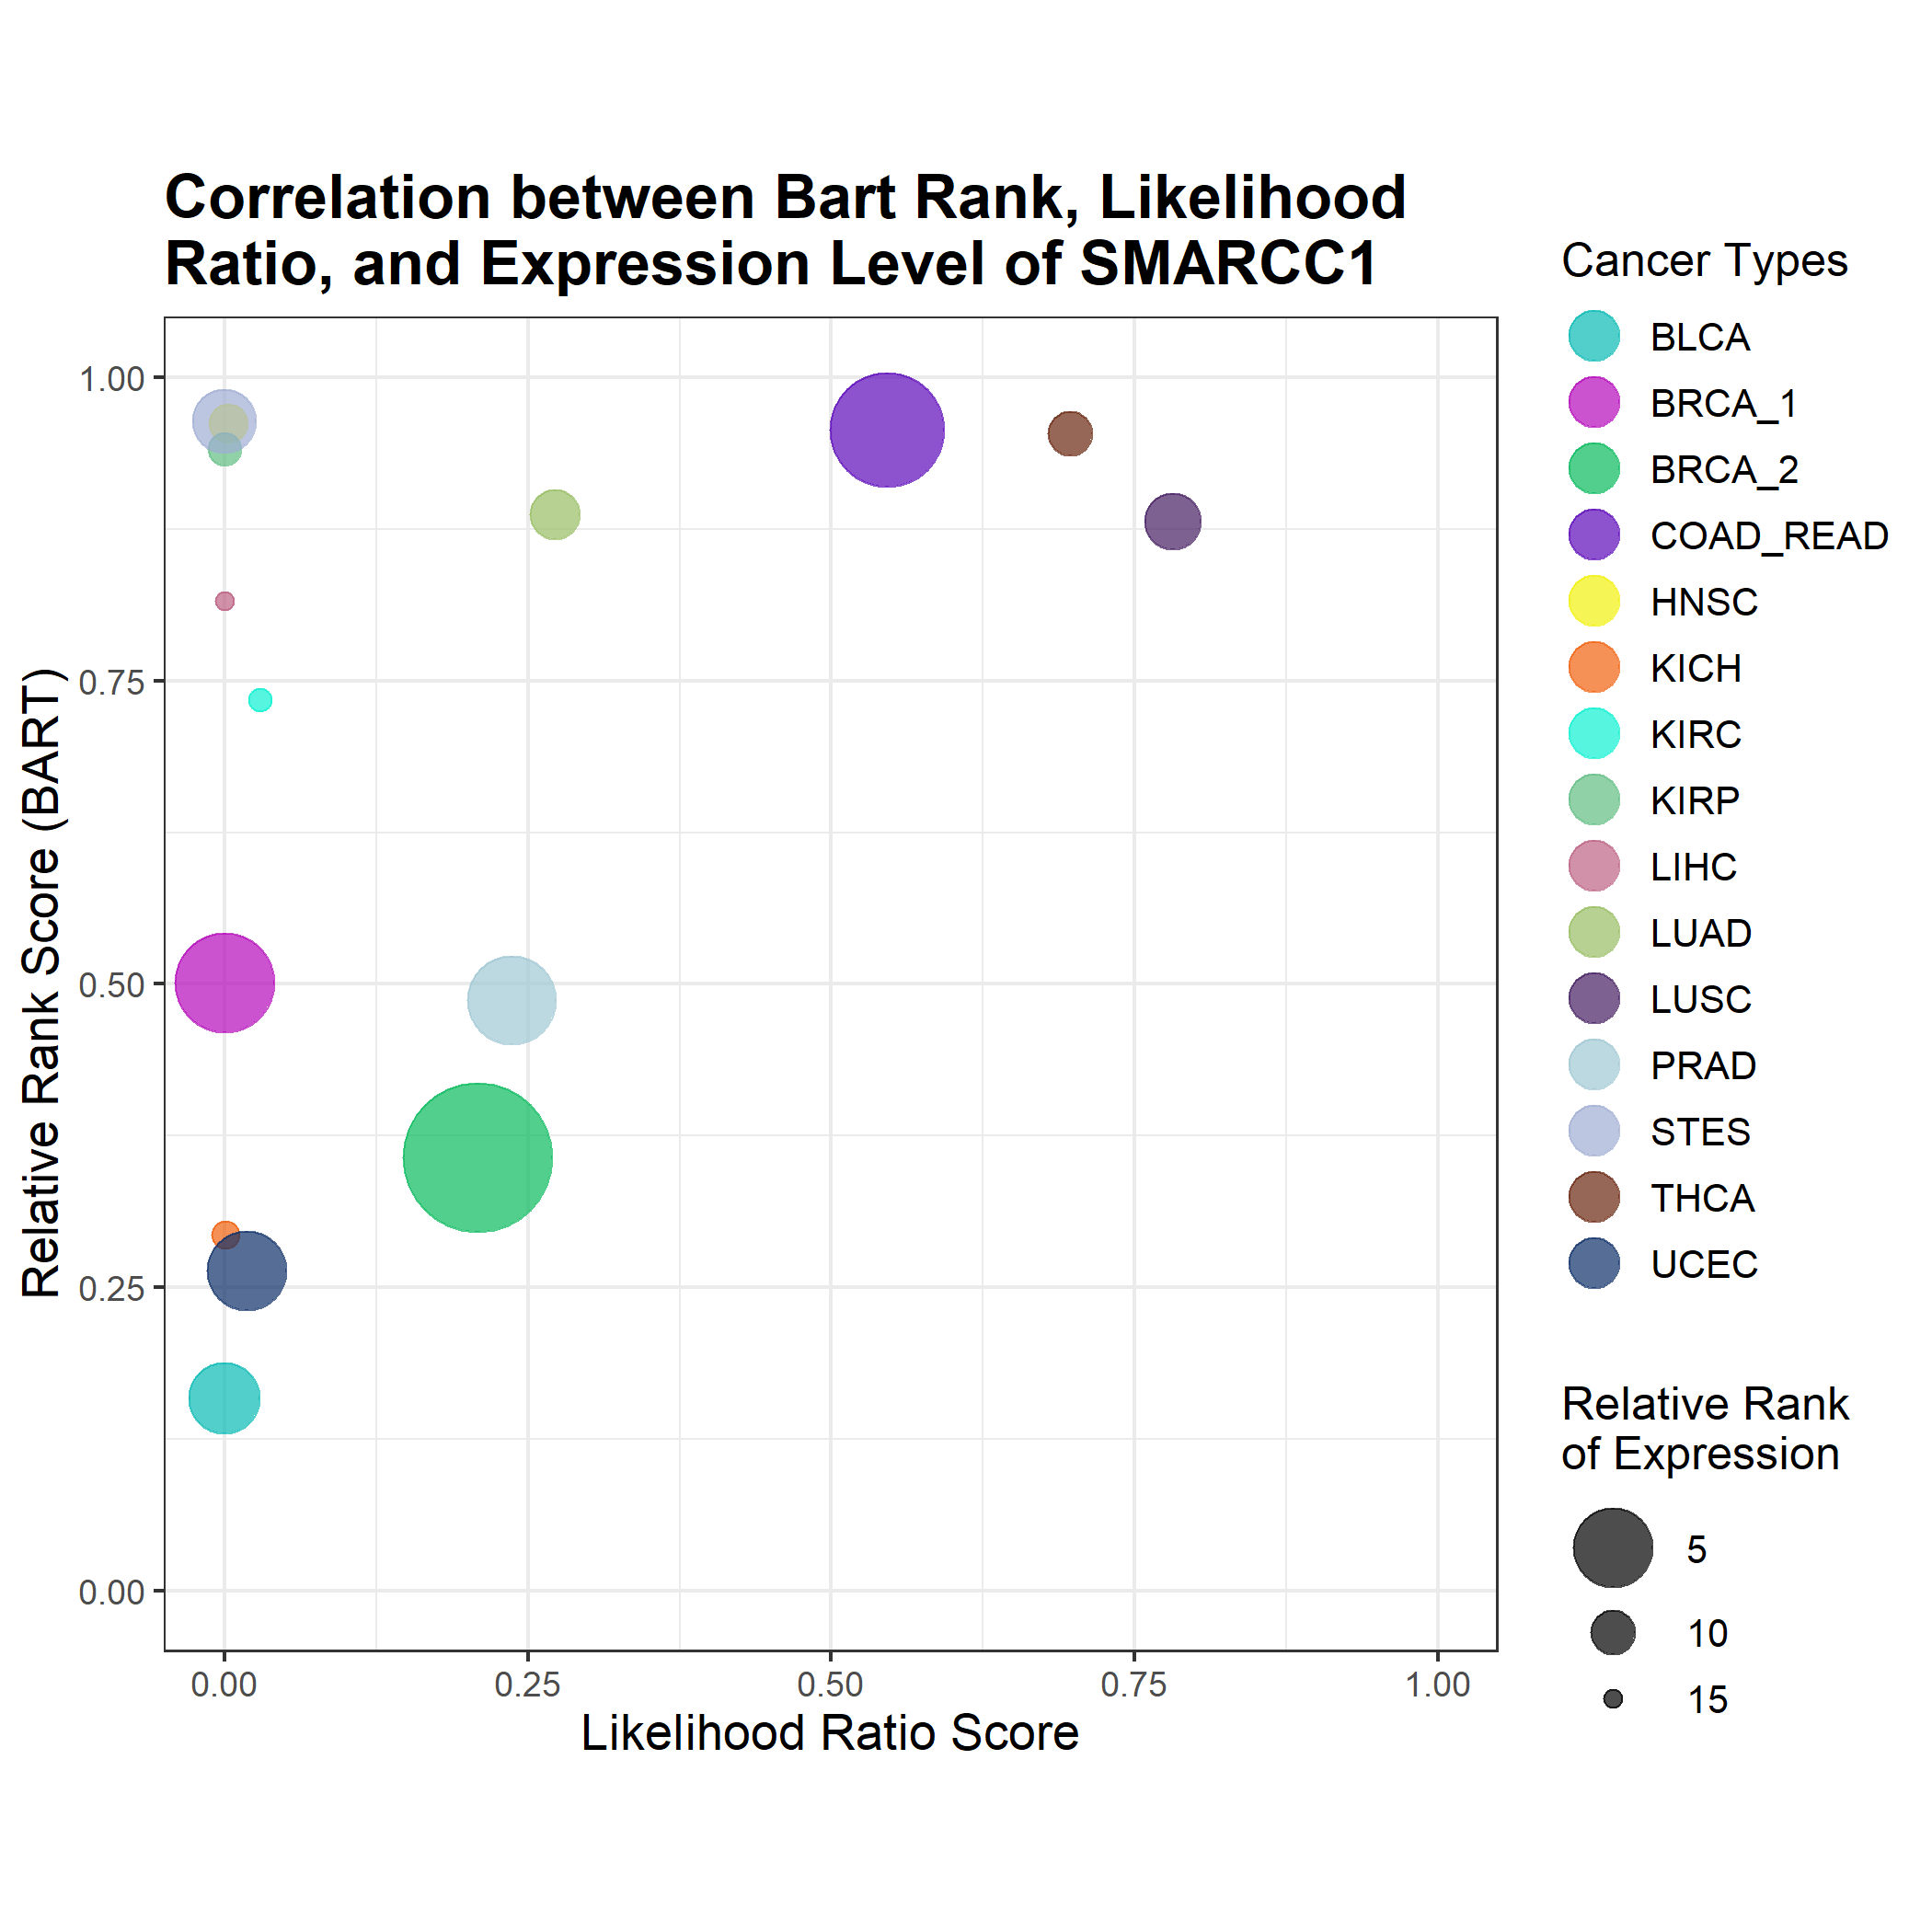 Correlation between Bart Rank, Likelihood
Ratio, and Expression Level of SMARCC1
Relative Rank Score (BART)
1.00
0.75
0.50
0.25
0.00
0.00
0.25
0.50
0.75
1.00
Likelihood Ratio Score
Cancer Types
BLCA
BRCA_1
BRCA_2
COAD_READ
HNSC
KICH
KIRC
KIRP
LIHC
LUAD
LUSC
PRAD
STES
THCA
UCEC
Relative Rank
of Expression
5
10
15